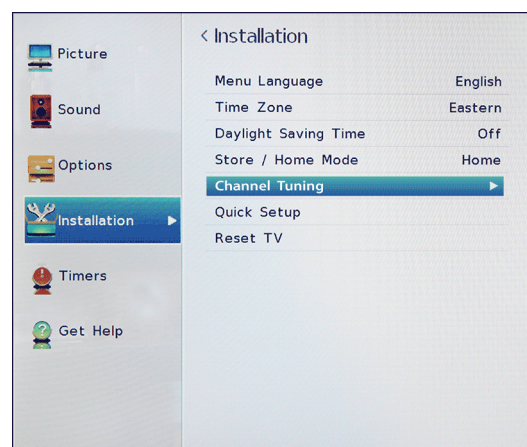 Picture
Sound
Options
Installation
Timers
Get Help
< Installation
Menu Language English
Time Zone Eastern
Daylight Saving Time Off
Store / Home Mode Home
Channel Tuning
Quick Setup
Reset TV